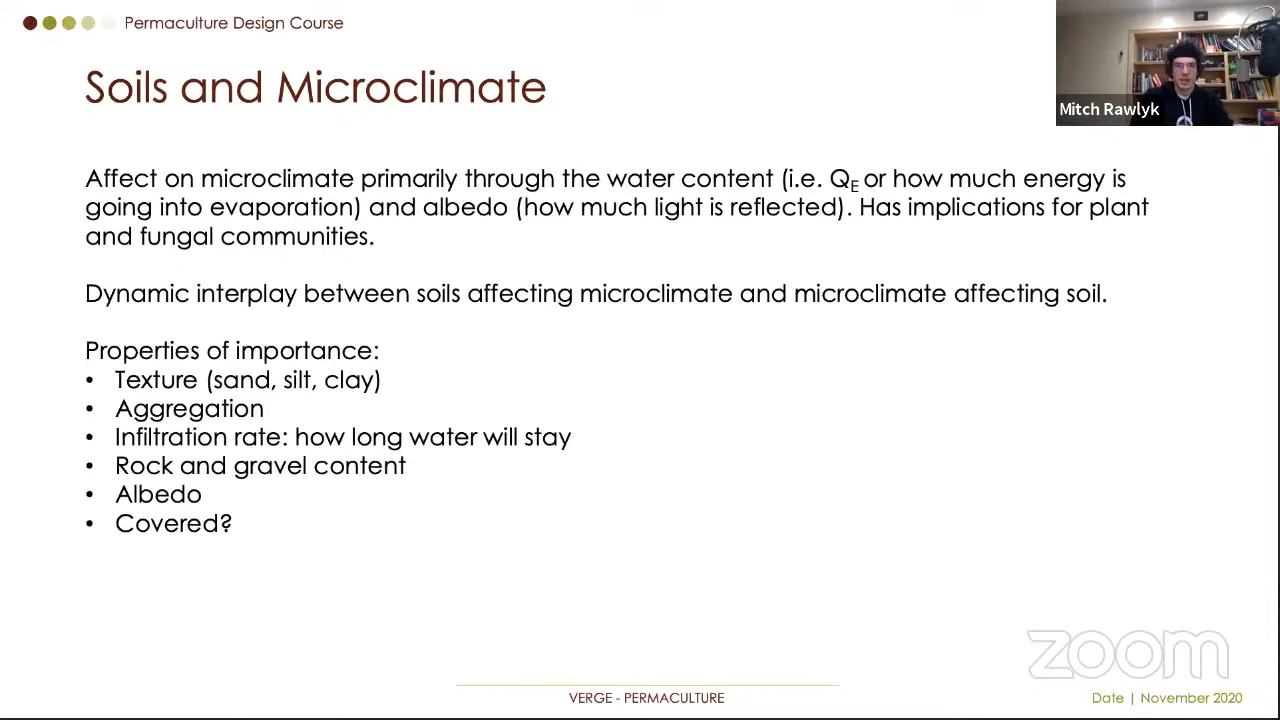 Permaculture Design Course
Mitch Rawlyk
Soils and Microclimate
Affect on microclimate primarily through the water content (i.e. QE or how much energy is
going into evaporation) and albedo (how much light is reflected). Has implications for plant
and fungal communities.
Dynamic interplay between soils affecting microclimate and microclimate affecting soil.
Properties of importance:
• Texture (sand, silt, clay)
• Aggregation
• Infiltration rate: how long water will stay
• Rock and gravel content
• Albedo
• Covered?
zoom
VERGE - PERMACULTURE
Date | November 2020